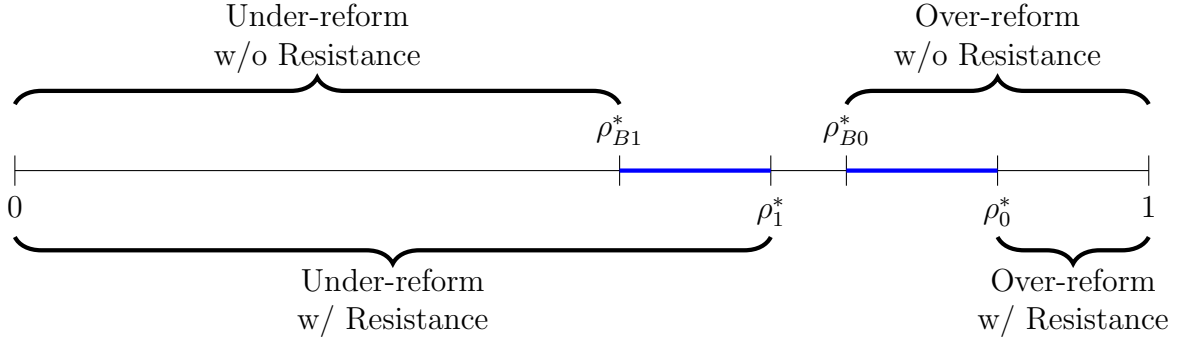 Under-reform
w/o Resistance
Over-reform
w/o Resistance
ρ*B1
ρ*B0
0
ρ*1
ρ*0
1
Under-reform
w/ Resistance
Over-reform
w/ Resistance